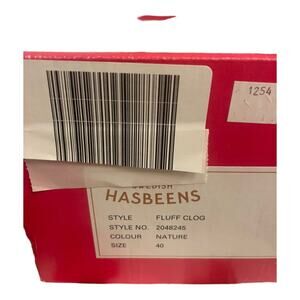 1254
SWEDISH
HASBEENS
STYLE FLUFF CLOG
STYLE NO. 2048245
COLOUR NATURE
SIZE 40